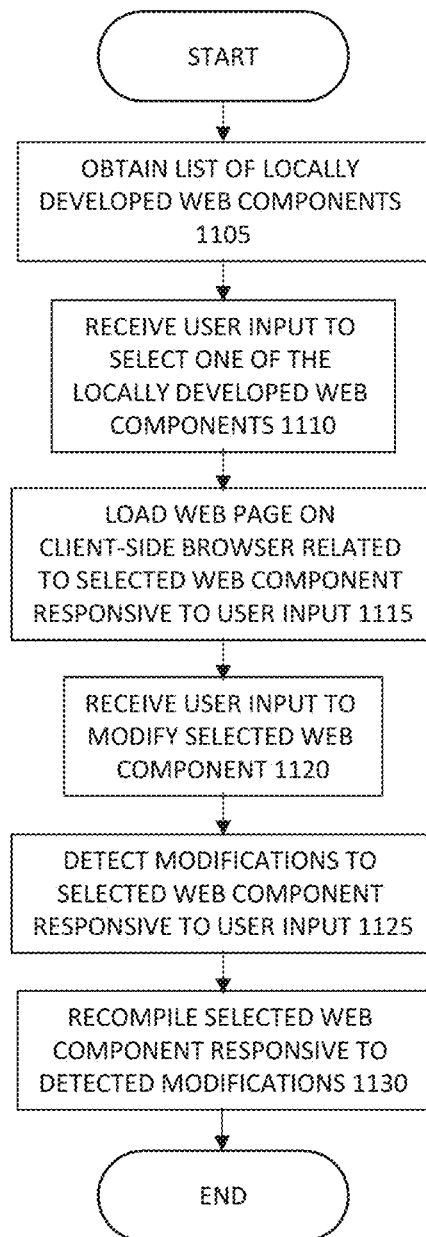 START
OBTAIN LIST OF LOCALLY
DEVELOPED WEB COMPONENTS
1105
RECEIVE USER INPUT TO
SELECT ONE OF THE
LOCALLY DEVELOPED WEB
COMPONENTS 1110
LOAD WEB PAGE ON
CLIENT-SIDE BROWSER RELATED
TO SELECTED WEB COMPONENT
RESPONSIVE TO USER INPUT 1115
RECEIVE USER INPUT TO
MODIFY SELECTED WEB
COMPONENT 1120
DETECT MODIFICATIONS TO
SELECTED WEB COMPONENT
RESPONSIVE TO USER INPUT 1125
RECOMPILE SELECTED WEB
COMPONENT RESPONSIVE TO
DETECTED MODIFICATIONS 1130
END